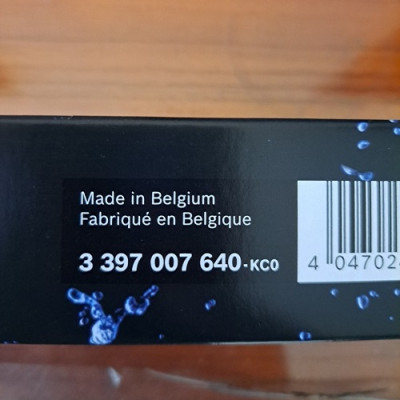 Made in Belgium
Fabriqué en Belgique
3 397 007 640-KC0
4 04702